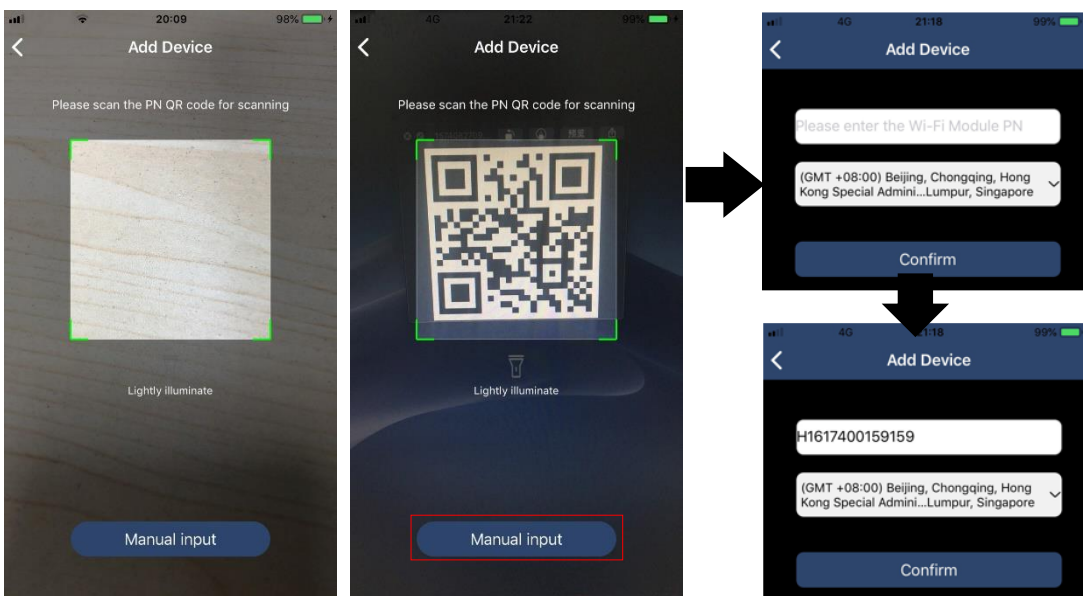 20:09
98%
Add Device
Please scan the PN QR code for scanning
Lightly illuminate
Manual input
4G
21:22
99%
Add Device
Please scan the PN QR code for scanning
Lightly illuminate
Manual input
4G
21:18
99%
Add Device
Please enter the Wi-Fi Module PN
(GMT +08:00) Beijing, Chongqing, Hong
Kong Special Admini...Lumpur, Singapore
Confirm
4G
1:18
99%
Add Device
H1617400159159
(GMT +08:00) Beijing, Chongqing, Hong
Kong Special Admini...Lumpur, Singapore
Confirm